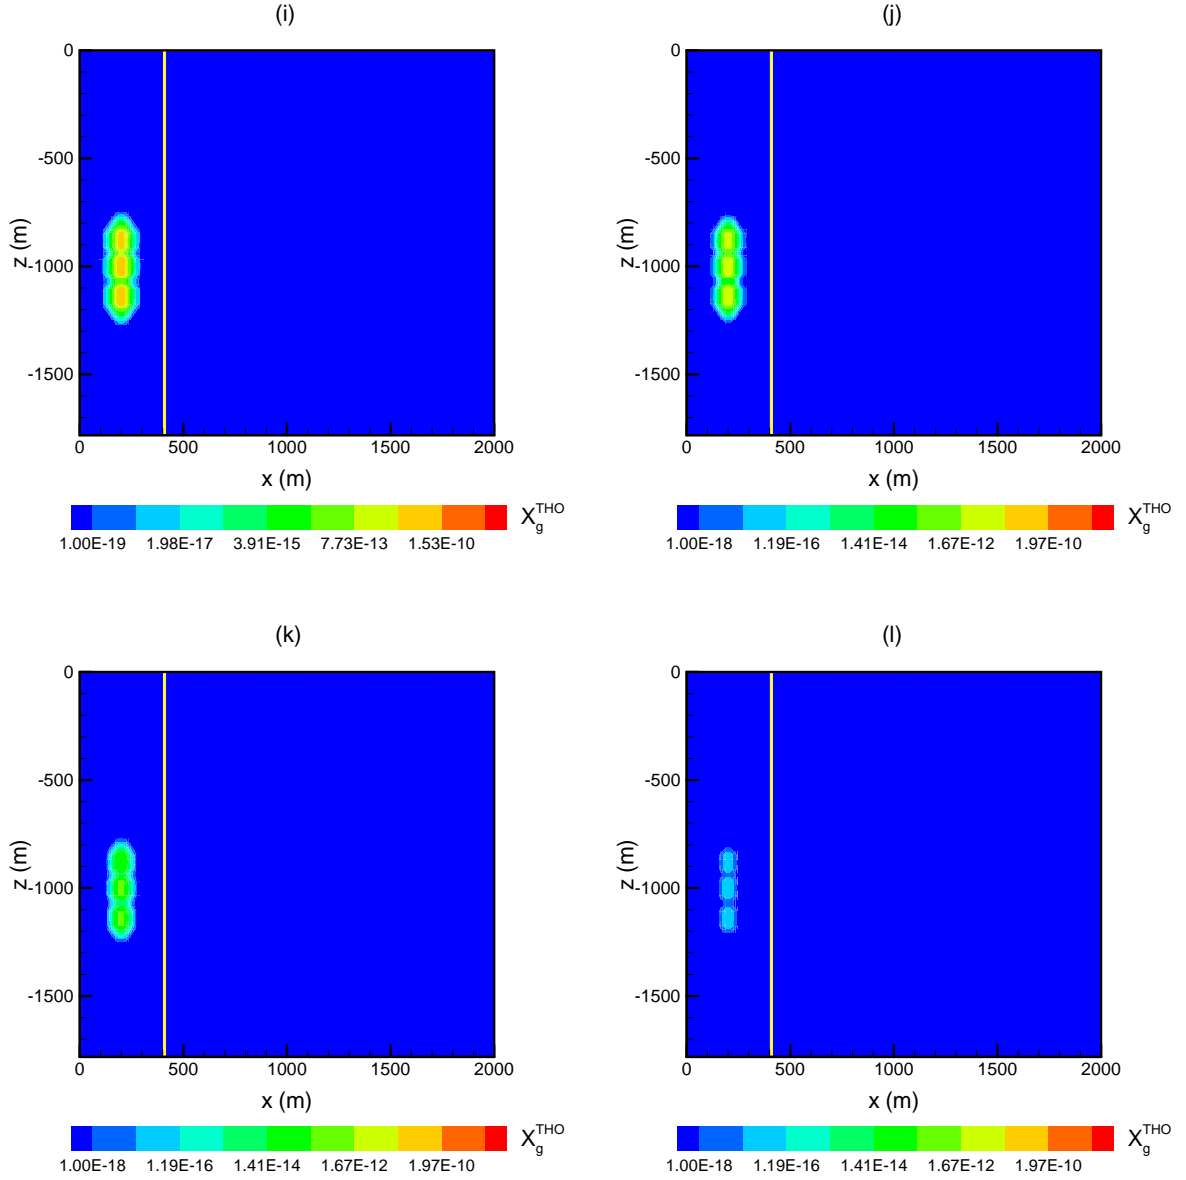 (i)
0
-500
-1000
-1500
z (m)
0 500 1000 1500 2000
x (m)
X_g^THO
1.00E-19 1.98E-17 3.91E-15 7.73E-13 1.53E-10
(j)
0
-500
-1000
-1500
z (m)
0 500 1000 1500 2000
x (m)
X_g^THO
1.00E-18 1.19E-16 1.41E-14 1.67E-12 1.97E-10
(k)
0
-500
-1000
-1500
z (m)
0 500 1000 1500 2000
x (m)
X_g^THO
1.00E-18 1.19E-16 1.41E-14 1.67E-12 1.97E-10
(l)
0
-500
-1000
-1500
z (m)
0 500 1000 1500 2000
x (m)
X_g^THO
1.00E-18 1.19E-16 1.41E-14 1.67E-12 1.97E-10